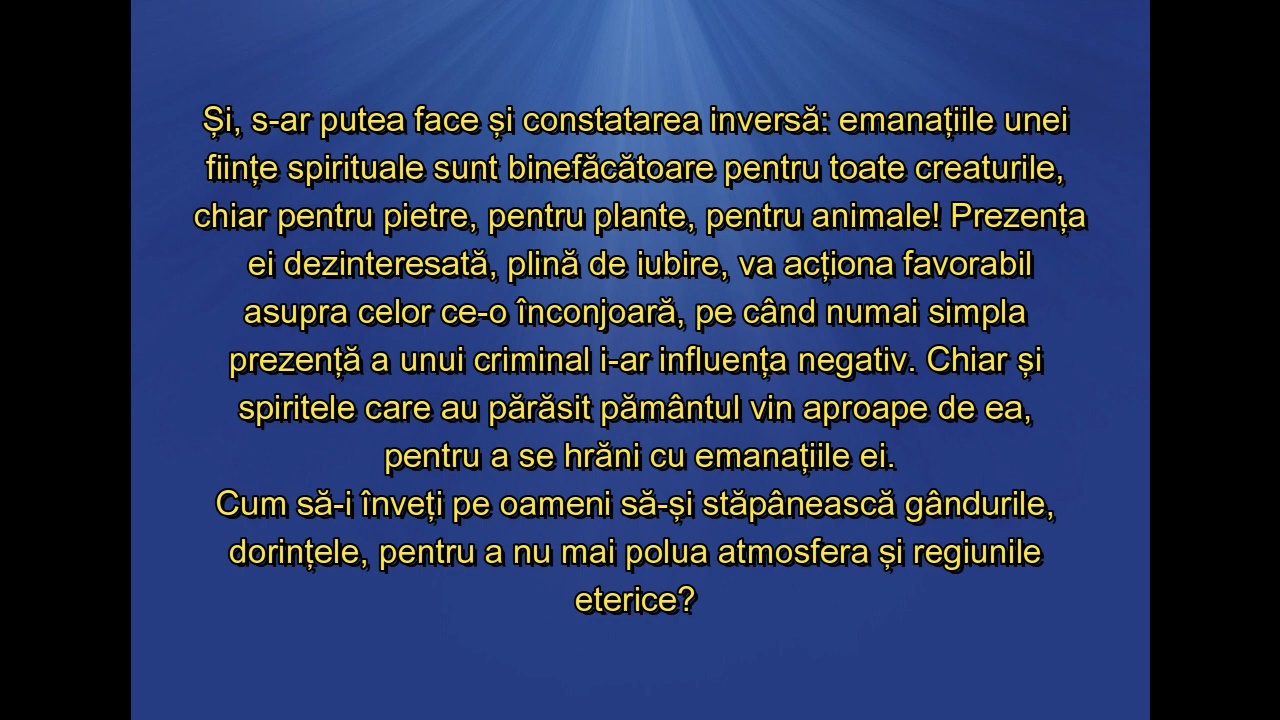 Și, s-ar putea face și constatarea inversă: emanațiile unei
ființe spirituale sunt binefăcătoare pentru toate creaturile,
chiar pentru pietre, pentru plante, pentru animale! Prezența
ei dezinteresată, plină de iubire, va acționa favorabil
asupra celor ce-o înconjoară, pe când numai simpla
prezență a unui criminal i-ar influența negativ. Chiar și
spiritele care au părăsit pământul vin aproape de ea,
pentru a se hrăni cu emanațiile ei.
Cum să-i înveți pe oameni să-și stăpânească gândurile,
dorințele, pentru a nu mai polua atmosfera și regiunile
eterice?